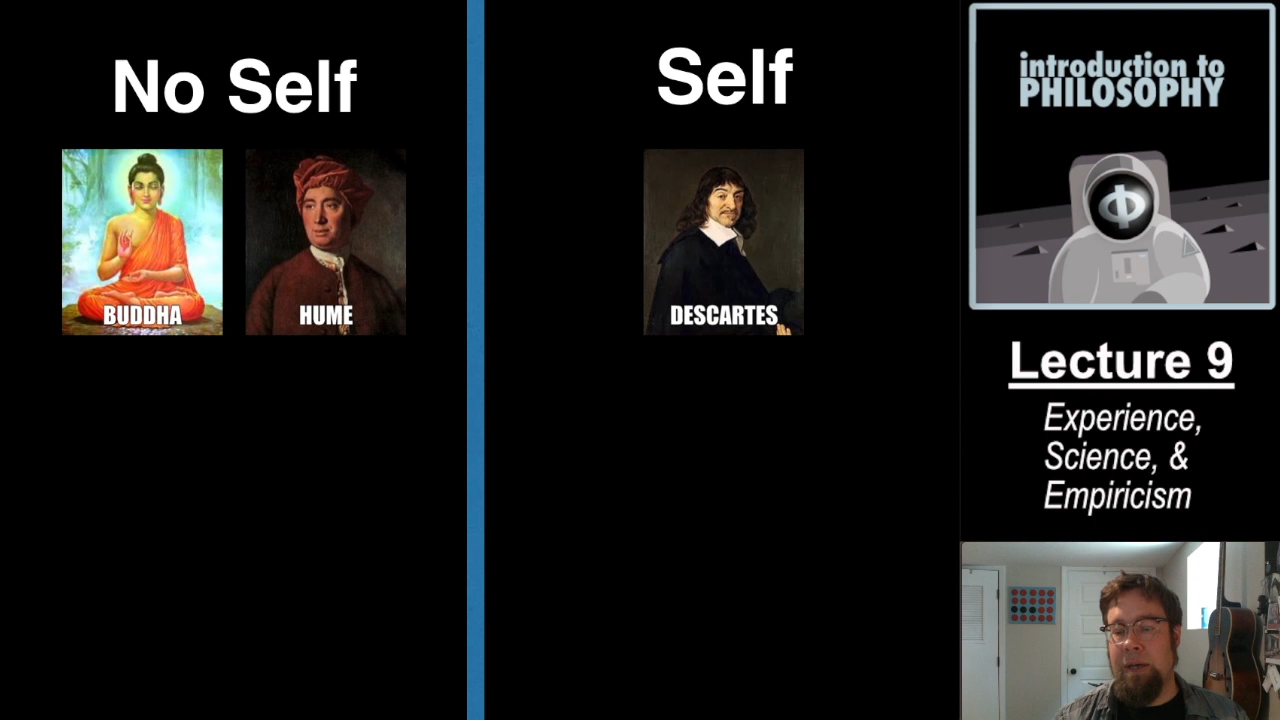 No Self
BUDDHA
HUME
Self
DESCARTES
introduction to
PHILOSOPHY
Φ
Lecture 9
Experience,
Science, &
Empiricism